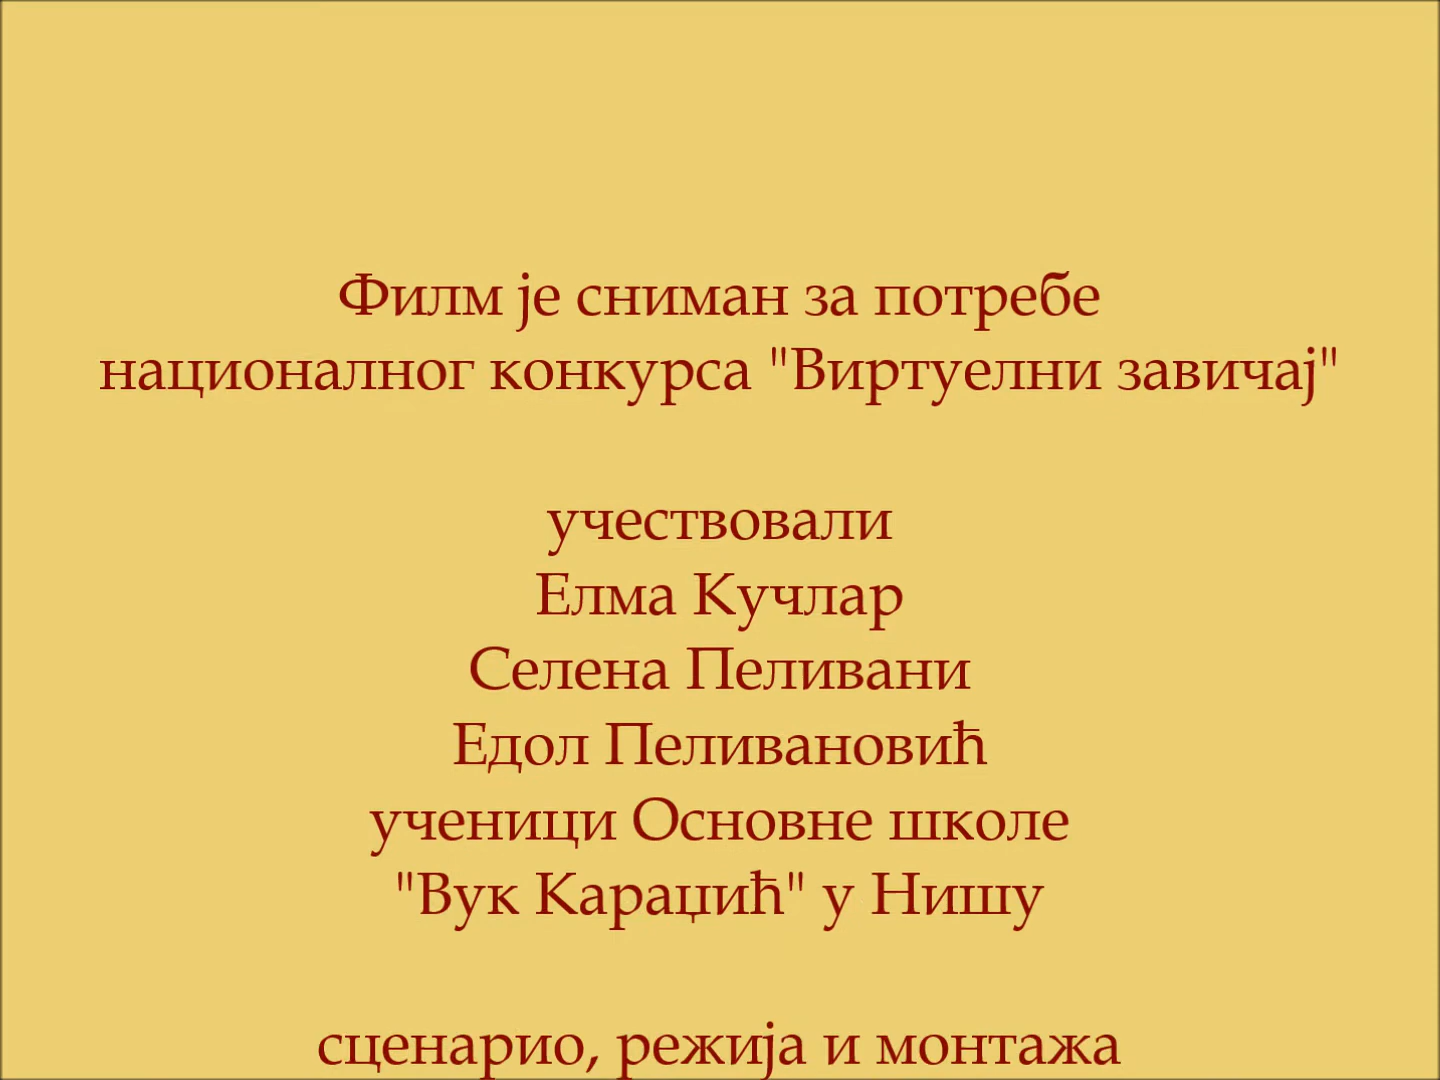 Филм је сниман за потребе
националног конкурса "Виртуелни завичај"
учествовали
Елма Кучлар
Селена Пеливани
Едол Пеливановић
ученици Основне школе
"Вук Караџић" у Нишу
сценарио, режија и монтажа